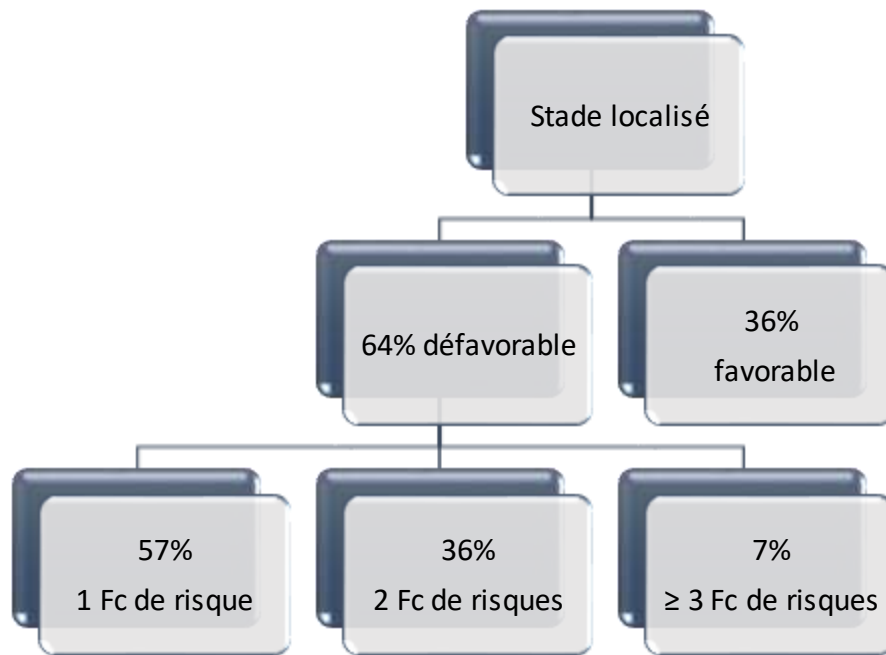 Stade localisé
64% défavorable
36%
favorable
57%
1 Fc de risque
36%
2 Fc de risques
7%
≥ 3 Fc de risques